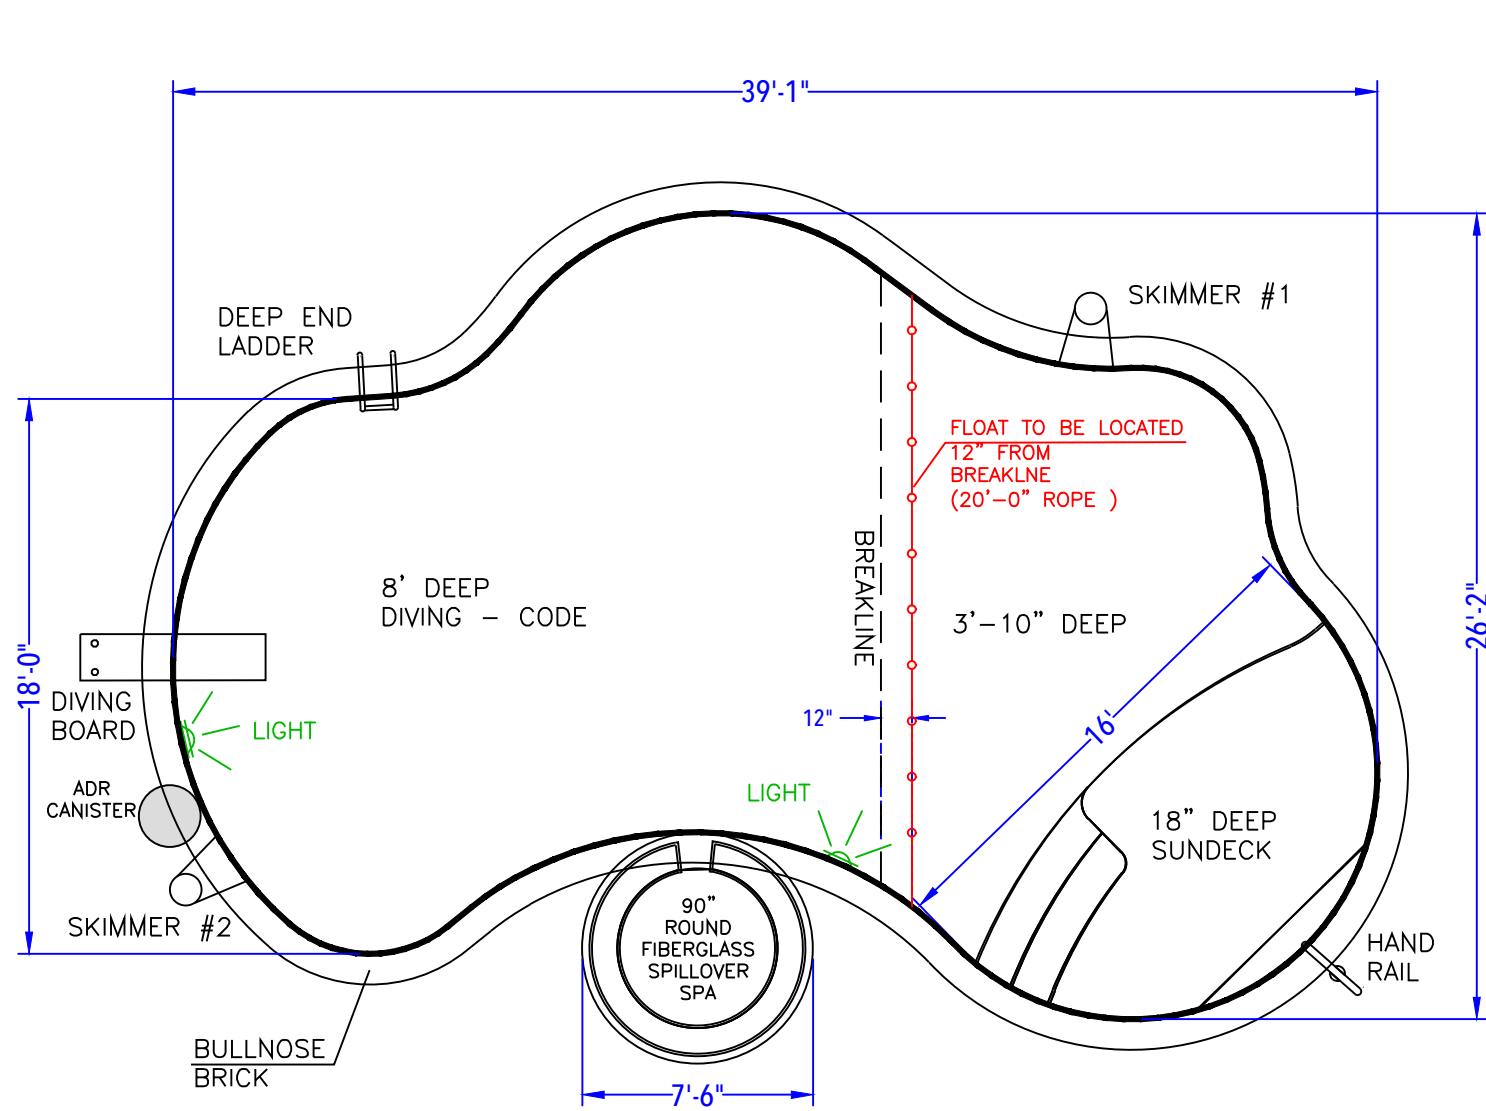 39'-1"
SKIMMER #1
DEEP END
LADDER
FLOAT TO BE LOCATED
12" FROM
BREAKLNE
(20'-0" ROPE )
BREAKLINE
8' DEEP
DIVING - CODE
3'-10" DEEP
26'-2"
18'-0"
DIVING
BOARD
LIGHT
12"
16'
ADR
CANISTER
LIGHT
18" DEEP
SUNDECK
SKIMMER #2
90"
ROUND
FIBERGLASS
SPILLOVER
SPA
HAND
RAIL
BULLNOSE
BRICK
7'-6"